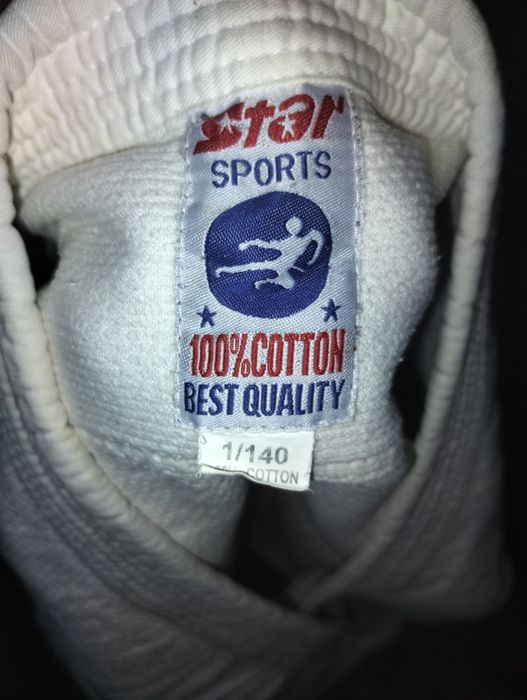 Star
SPORTS
100%COTTON
BEST QUALITY
1/140
COTTON